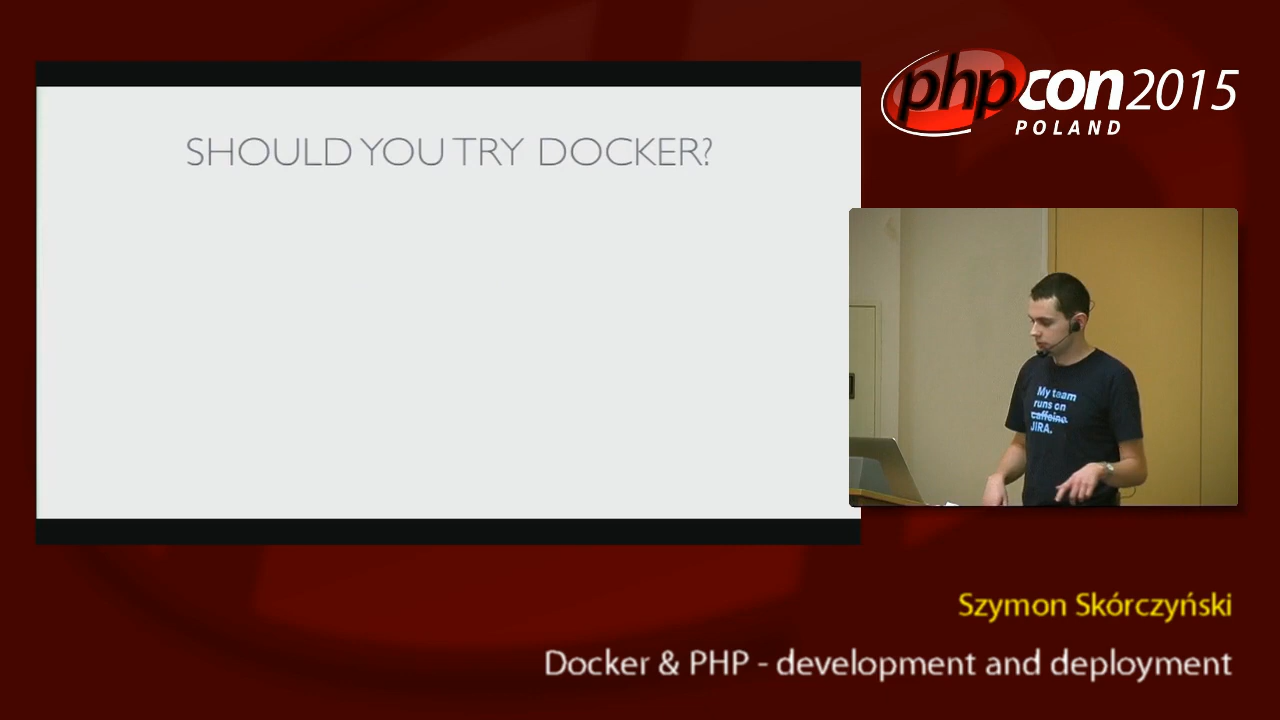 SHOULD YOU TRY DOCKER?
phpcon2015
POLAND
My team
runs on
caffeine.
JIRA.
Szymon Skórczyński
Docker & PHP - development and deployment